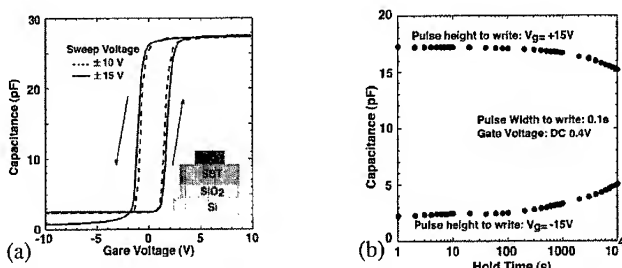 (a)
30
20
10
0
Capacitance (pF)
Sweep Voltage
±10 V
±15 V
SBT
SiO2
Si
-10
-5
0
5
10
Gare Voltage (V)
(b)
20
15
10
5
0
Capacitance (pF)
Pulse height to write: Vg=+15V
Pulse Width to write: 0.1s
Gate Voltage: DC 0.4V
Pulse height to write: Vg=-15V
1
10
100
1000
10⁴
Hold Time (s)